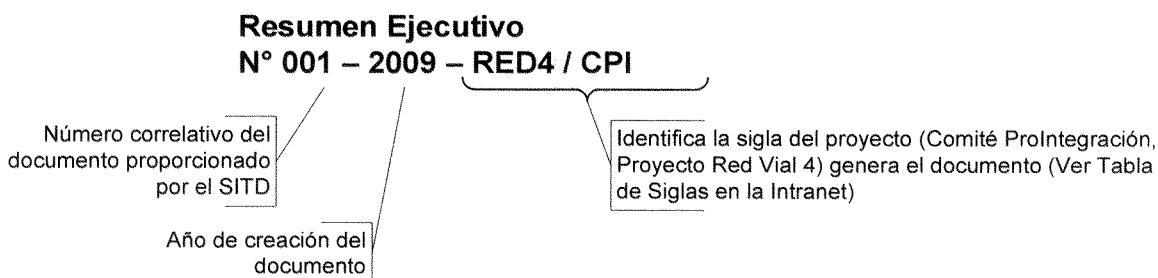 Resumen Ejecutivo
N° 001 – 2009 – RED4 / CPI
Número correlativo del
documento proporcionado
por el SITD
Identifica la sigla del proyecto (Comité ProIntegración,
Proyecto Red Vial 4) genera el documento (Ver Tabla
de Siglas en la Intranet)
Año de creación del
documento